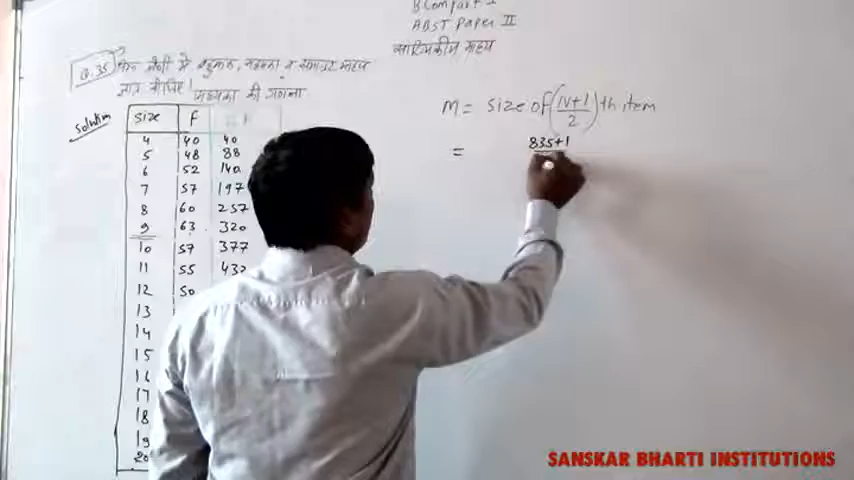 B Com part I
ABST Paper II
सांख्यिकीय माध्य
Q.35 निम्न श्रेणी में बहुलक, मध्यका व समान्तर माध्य
ज्ञात कीजिए! मध्यका की गणना
Solution
Size F
4 40 40
5 48 88
6 52 140
7 57 197
8 60 257
9 63 320
10 57 377
11 55 432
12 50
13
14
15
16
17
18
19
20
M = Size of (N+1/2) th item
= 835+1
SANSKAR BHARTI INSTITUTIONS